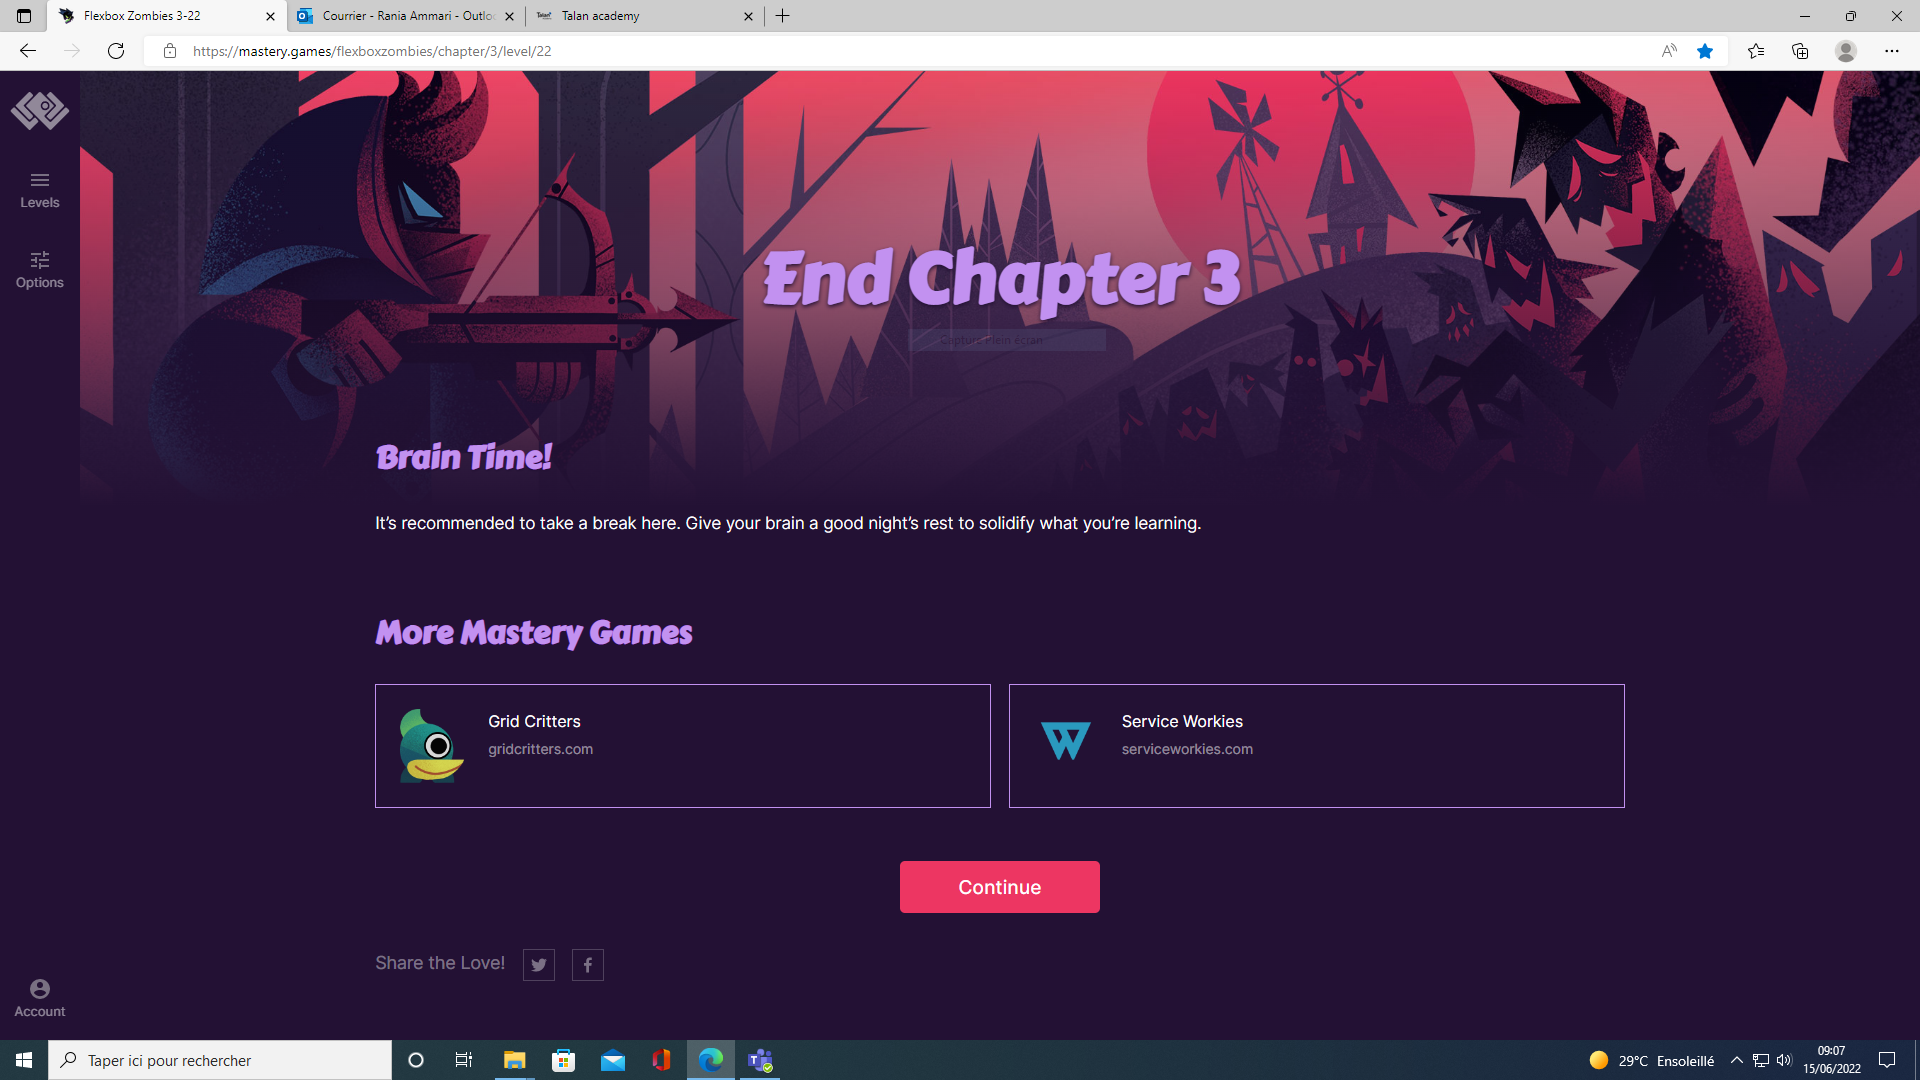 Flexbox Zombies 3-22
Courrier - Rania Ammari - Outlo
Talan academy
https://mastery.games/flexboxzombies/chapter/3/level/22
Levels
Options
End Chapter 3
Capture Plein écran
Brain Time!
It's recommended to take a break here. Give your brain a good night's rest to solidify what you're learning.
More Mastery Games
Grid Critters
gridcritters.com
Service Workies
serviceworkies.com
Continue
Share the Love!
Account
Taper ici pour rechercher
29°C Ensoleillé
09:07
15/06/2022